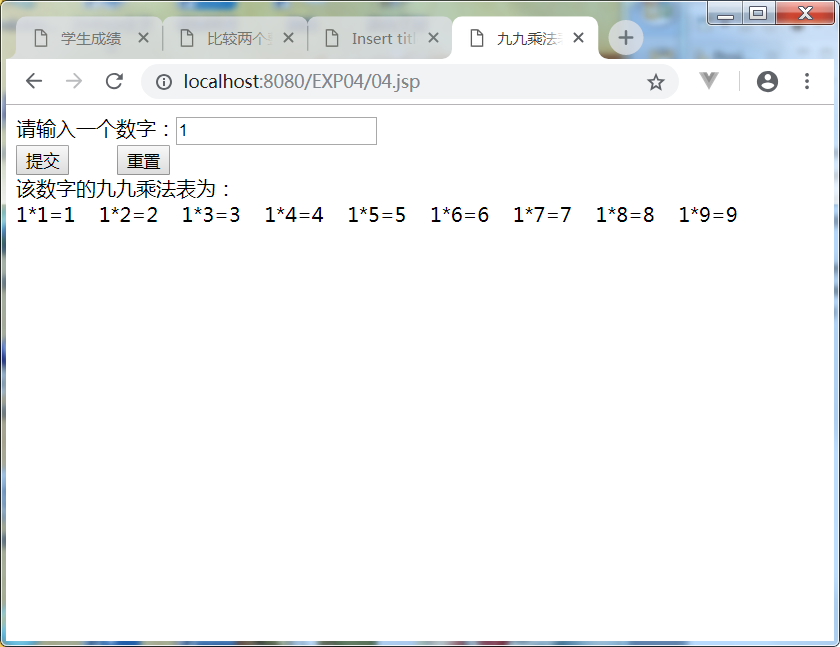 学生成绩 比较两个 Insert titl 九九乘法
localhost:8080/EXP04/04.jsp
请输入一个数字：1
提交 重置
该数字的九九乘法表为：
1*1=1 1*2=2 1*3=3 1*4=4 1*5=5 1*6=6 1*7=7 1*8=8 1*9=9